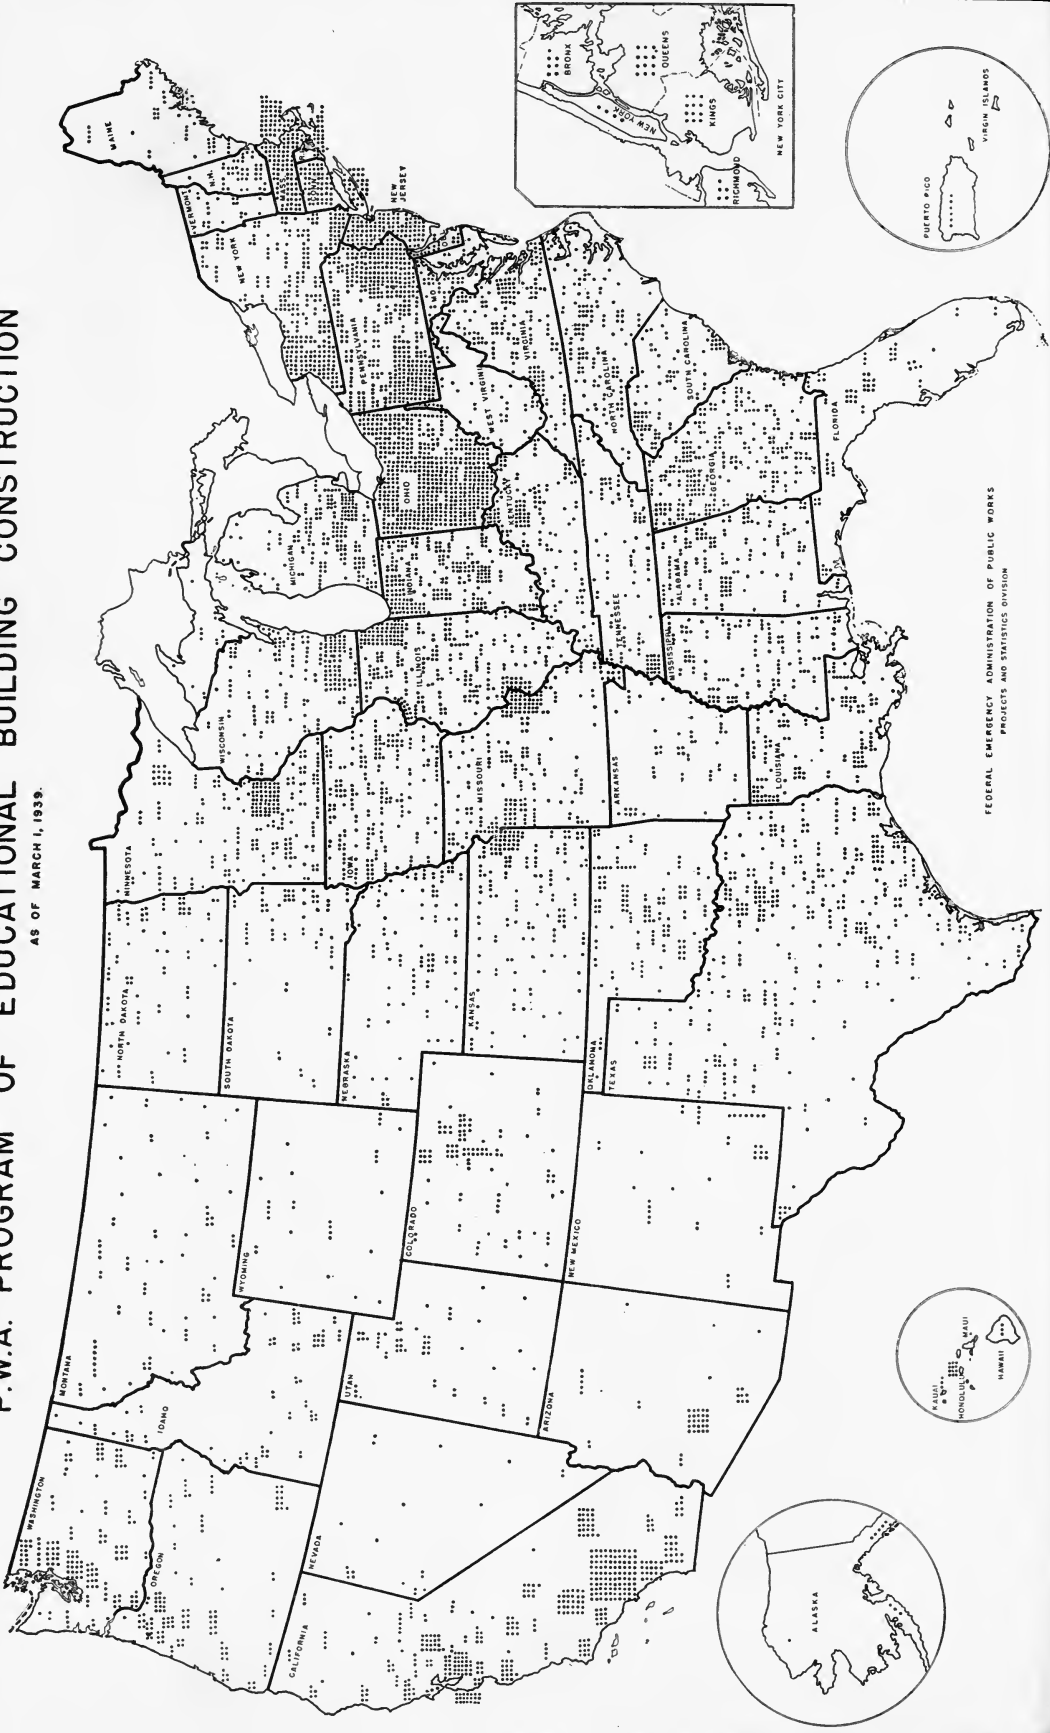 P.W.A. PROGRAM OF EDUCATIONAL BUILDING CONSTRUCTION
AS OF MARCH 1, 1939.
WASHINGTON
OREGON
CALIFORNIA
NEVADA
IDAHO
MONTANA
WYOMING
UTAH
ARIZONA
COLORADO
NEW MEXICO
NORTH DAKOTA
SOUTH DAKOTA
NEBRASKA
KANSAS
OKLAHOMA
TEXAS
MINNESOTA
IOWA
MISSOURI
ARKANSAS
LOUISIANA
WISCONSIN
ILLINOIS
MICHIGAN
INDIANA
OHIO
KENTUCKY
TENNESSEE
MISSISSIPPI
ALABAMA
GEORGIA
FLORIDA
SOUTH CAROLINA
NORTH CAROLINA
VIRGINIA
WEST VIRGINIA
PENNSYLVANIA
NEW YORK
VERMONT
N.H.
MAINE
MASS.
CONN.
R.I.
NEW
JERSEY
BRONX
QUEENS
NEW YORK
KINGS
RICHMOND
NEW YORK CITY
PUERTO RICO
VIRGIN ISLANDS
ALASKA
KAUAI
HONOLULU
MAUI
HAWAII
FEDERAL EMERGENCY ADMINISTRATION OF PUBLIC WORKS
PROJECTS AND STATISTICS DIVISION